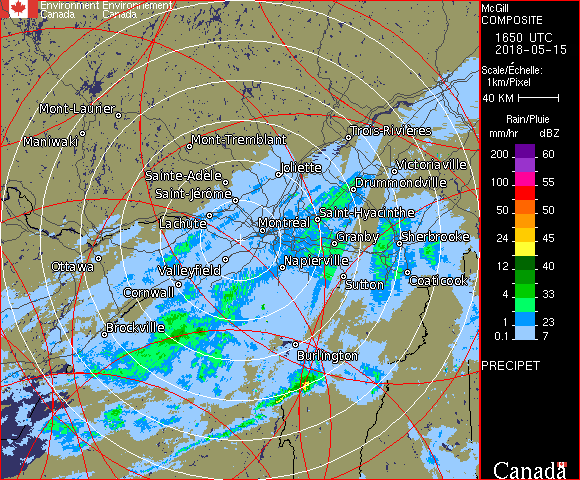 Environment Environnement
Canada Canada
McGill
COMPOSITE
1650 UTC
2018-05-15
Scale/Échelle:
1km/Pixel
40 KM
Rain/Pluie
mm/hr dBZ
200 60
100 55
50 50
24 45
12 40
4 33
1 23
0.1 7
PRECIPET
Canada
Mont-Laurier
Maniwaki
Mont-Tremblant
Trois-Rivières
Sainte-Adèle
Joliette
Victoriaville
Saint-Jérôme
Drummondville
Lachute
Montréal
Saint-Hyacinthe
Granby
Sherbrooke
Ottawa
Valleyfield
Napierville
Cornwall
Sutton
Coaticook
Brockville
Burlington